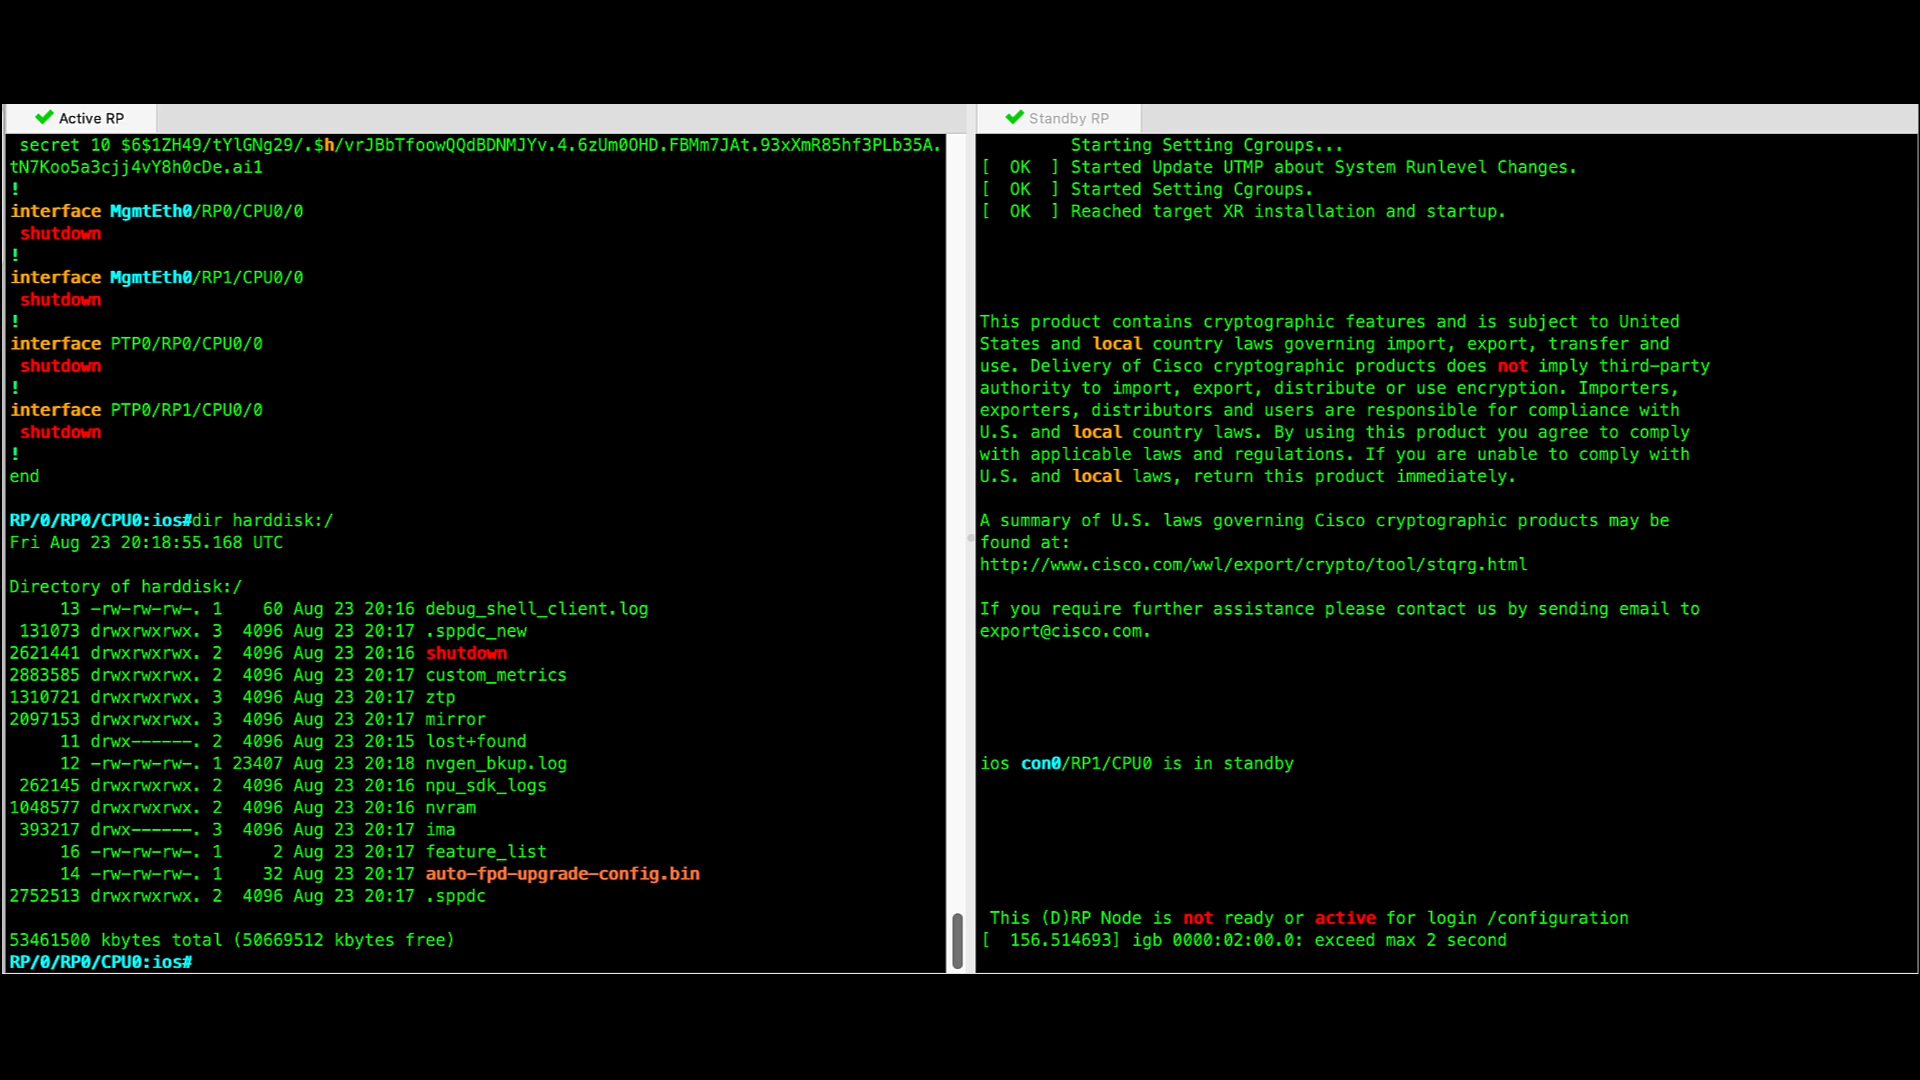 Active RP
secret 10 $6$1ZH49/tYlGNg29/.$h/vrJBbTfoowQQdBDNMJYv.4.6zUm0OHD.FBMm7JAt.93xXmR85hf3PLb35A.
tN7Koo5a3cjj4vY8h0cDe.ai1
!
interface MgmtEth0/RP0/CPU0/0
 shutdown
!
interface MgmtEth0/RP1/CPU0/0
 shutdown
!
interface PTP0/RP0/CPU0/0
 shutdown
!
interface PTP0/RP1/CPU0/0
 shutdown
!
end
RP/0/RP0/CPU0:ios#dir harddisk:/
Fri Aug 23 20:18:55.168 UTC
Directory of harddisk:/
     13 -rw-rw-rw-. 1    60 Aug 23 20:16 debug_shell_client.log
 131073 drwxrwxrwx. 3  4096 Aug 23 20:17 .sppdc_new
2621441 drwxrwxrwx. 2  4096 Aug 23 20:16 shutdown
2883585 drwxrwxrwx. 2  4096 Aug 23 20:17 custom_metrics
1310721 drwxrwxrwx. 3  4096 Aug 23 20:17 ztp
2097153 drwxrwxrwx. 3  4096 Aug 23 20:17 mirror
     11 drwx------. 2  4096 Aug 23 20:15 lost+found
     12 -rw-rw-rw-. 1 23407 Aug 23 20:18 nvgen_bkup.log
 262145 drwxrwxrwx. 2  4096 Aug 23 20:16 npu_sdk_logs
1048577 drwxrwxrwx. 2  4096 Aug 23 20:16 nvram
 393217 drwx------. 3  4096 Aug 23 20:17 ima
     16 -rw-rw-rw-. 1     2 Aug 23 20:17 feature_list
     14 -rw-rw-rw-. 1    32 Aug 23 20:17 auto-fpd-upgrade-config.bin
2752513 drwxrwxrwx. 2  4096 Aug 23 20:17 .sppdc
53461500 kbytes total (50669512 kbytes free)
RP/0/RP0/CPU0:ios#
Standby RP
Starting Setting Cgroups...
[  OK  ] Started Update UTMP about System Runlevel Changes.
[  OK  ] Started Setting Cgroups.
[  OK  ] Reached target XR installation and startup.
This product contains cryptographic features and is subject to United
States and local country laws governing import, export, transfer and
use. Delivery of Cisco cryptographic products does not imply third-party
authority to import, export, distribute or use encryption. Importers,
exporters, distributors and users are responsible for compliance with
U.S. and local country laws. By using this product you agree to comply
with applicable laws and regulations. If you are unable to comply with
U.S. and local laws, return this product immediately.
A summary of U.S. laws governing Cisco cryptographic products may be
found at:
http://www.cisco.com/wwl/export/crypto/tool/stqrg.html
If you require further assistance please contact us by sending email to
export@cisco.com.
ios con0/RP1/CPU0 is in standby
This (D)RP Node is not ready or active for login /configuration
[  156.514693] igb 0000:02:00.0: exceed max 2 second